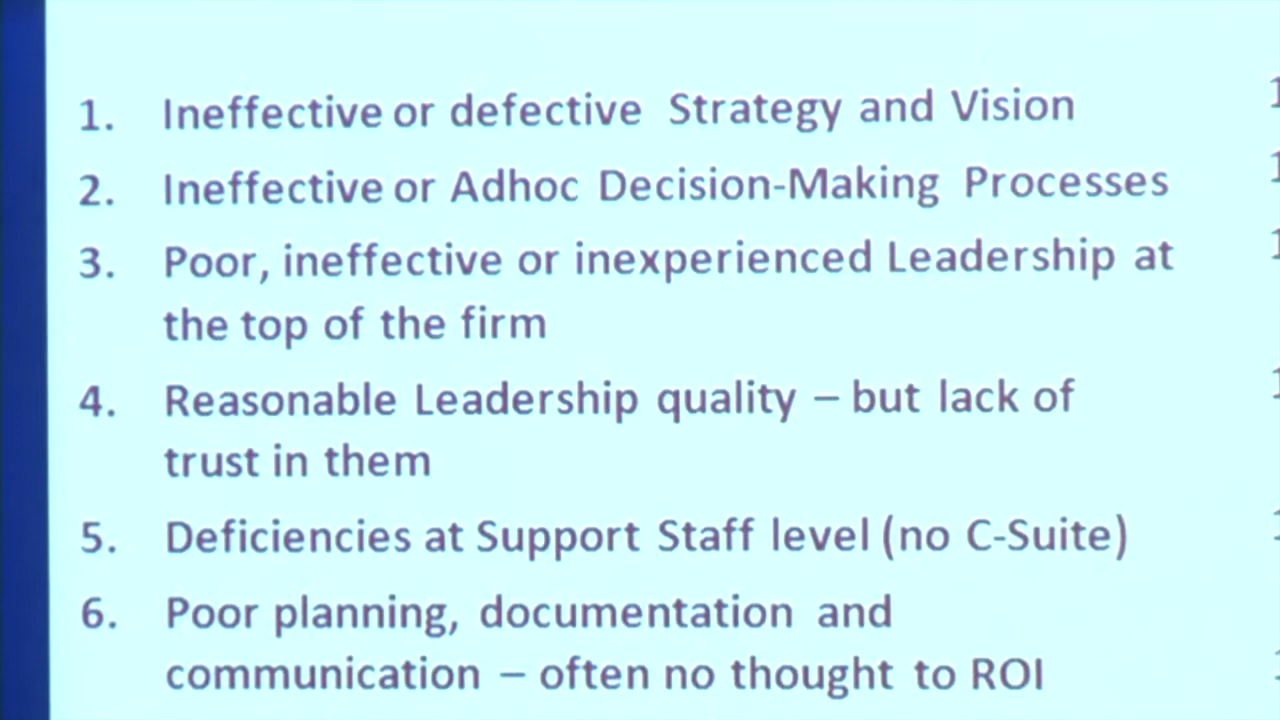 1. Ineffective or defective Strategy and Vision
2. Ineffective or Adhoc Decision-Making Processes
3. Poor, ineffective or inexperienced Leadership at
the top of the firm
4. Reasonable Leadership quality – but lack of
trust in them
5. Deficiencies at Support Staff level (no C-Suite)
6. Poor planning, documentation and
communication – often no thought to ROI